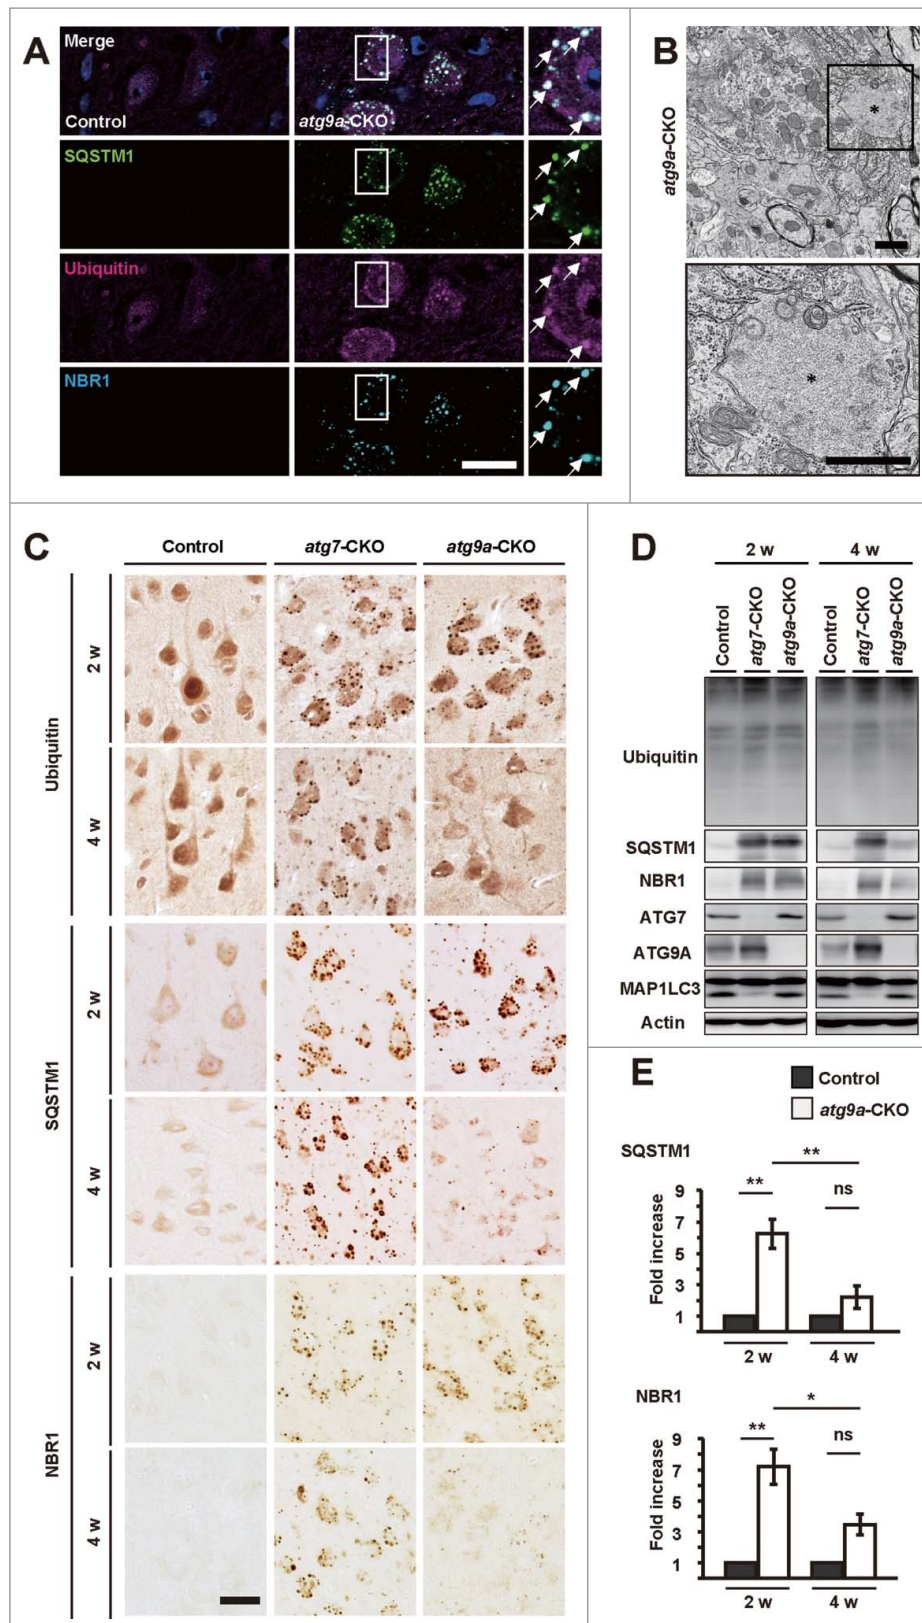 A
Merge
Control
atg9a-CKO
SQSTM1
Ubiquitin
NBR1
B
atg9a-CKO
*
*
C
Control
atg7-CKO
atg9a-CKO
Ubiquitin
2 w
4 w
SQSTM1
2 w
4 w
NBR1
2 w
4 w
D
2 w
4 w
Control
atg7-CKO
atg9a-CKO
Control
atg7-CKO
atg9a-CKO
Ubiquitin
SQSTM1
NBR1
ATG7
ATG9A
MAP1LC3
Actin
E
Control
atg9a-CKO
SQSTM1
**
**
ns
Fold increase
9
7
5
3
1
2 w
4 w
NBR1
*
**
ns
Fold increase
9
7
5
3
1
2 w
4 w